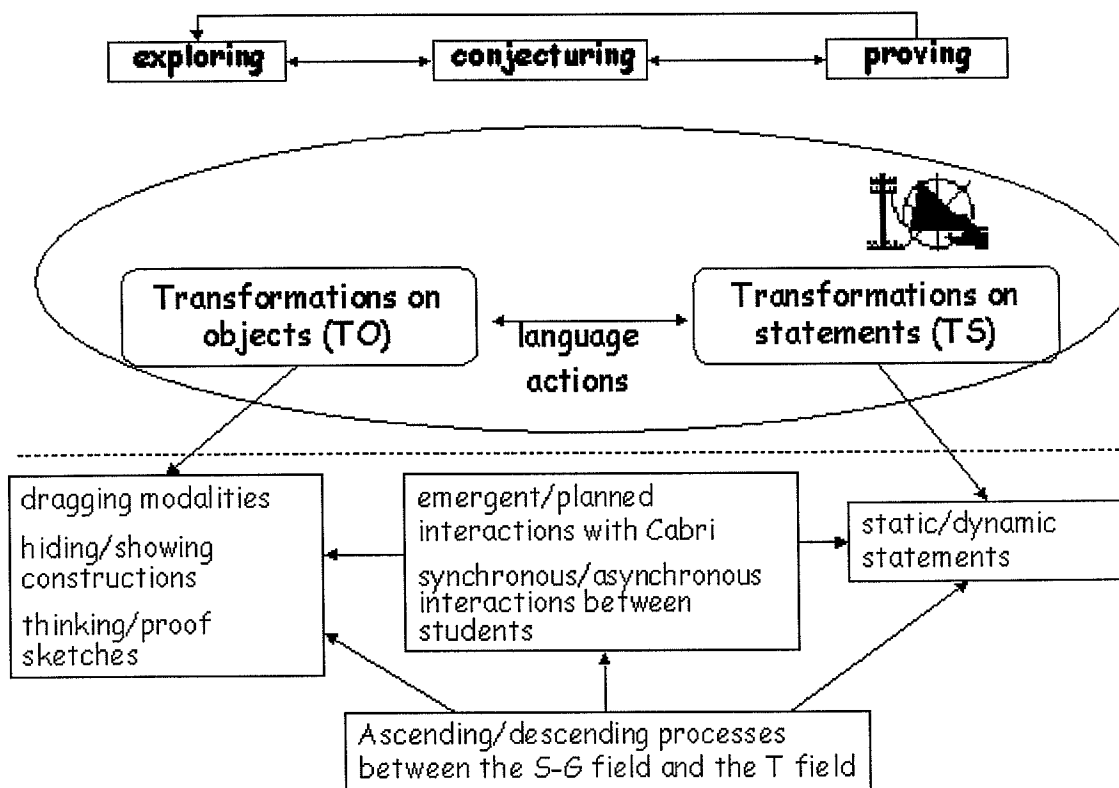 exploring
conjecturing
proving
Transformations on
objects (TO)
language
actions
Transformations on
statements (TS)
dragging modalities
hiding/showing
constructions
thinking/proof
sketches
emergent/planned
interactions with Cabri
synchronous/asynchronous
interactions between
students
static/dynamic
statements
Ascending/descending processes
between the S-G field and the T field